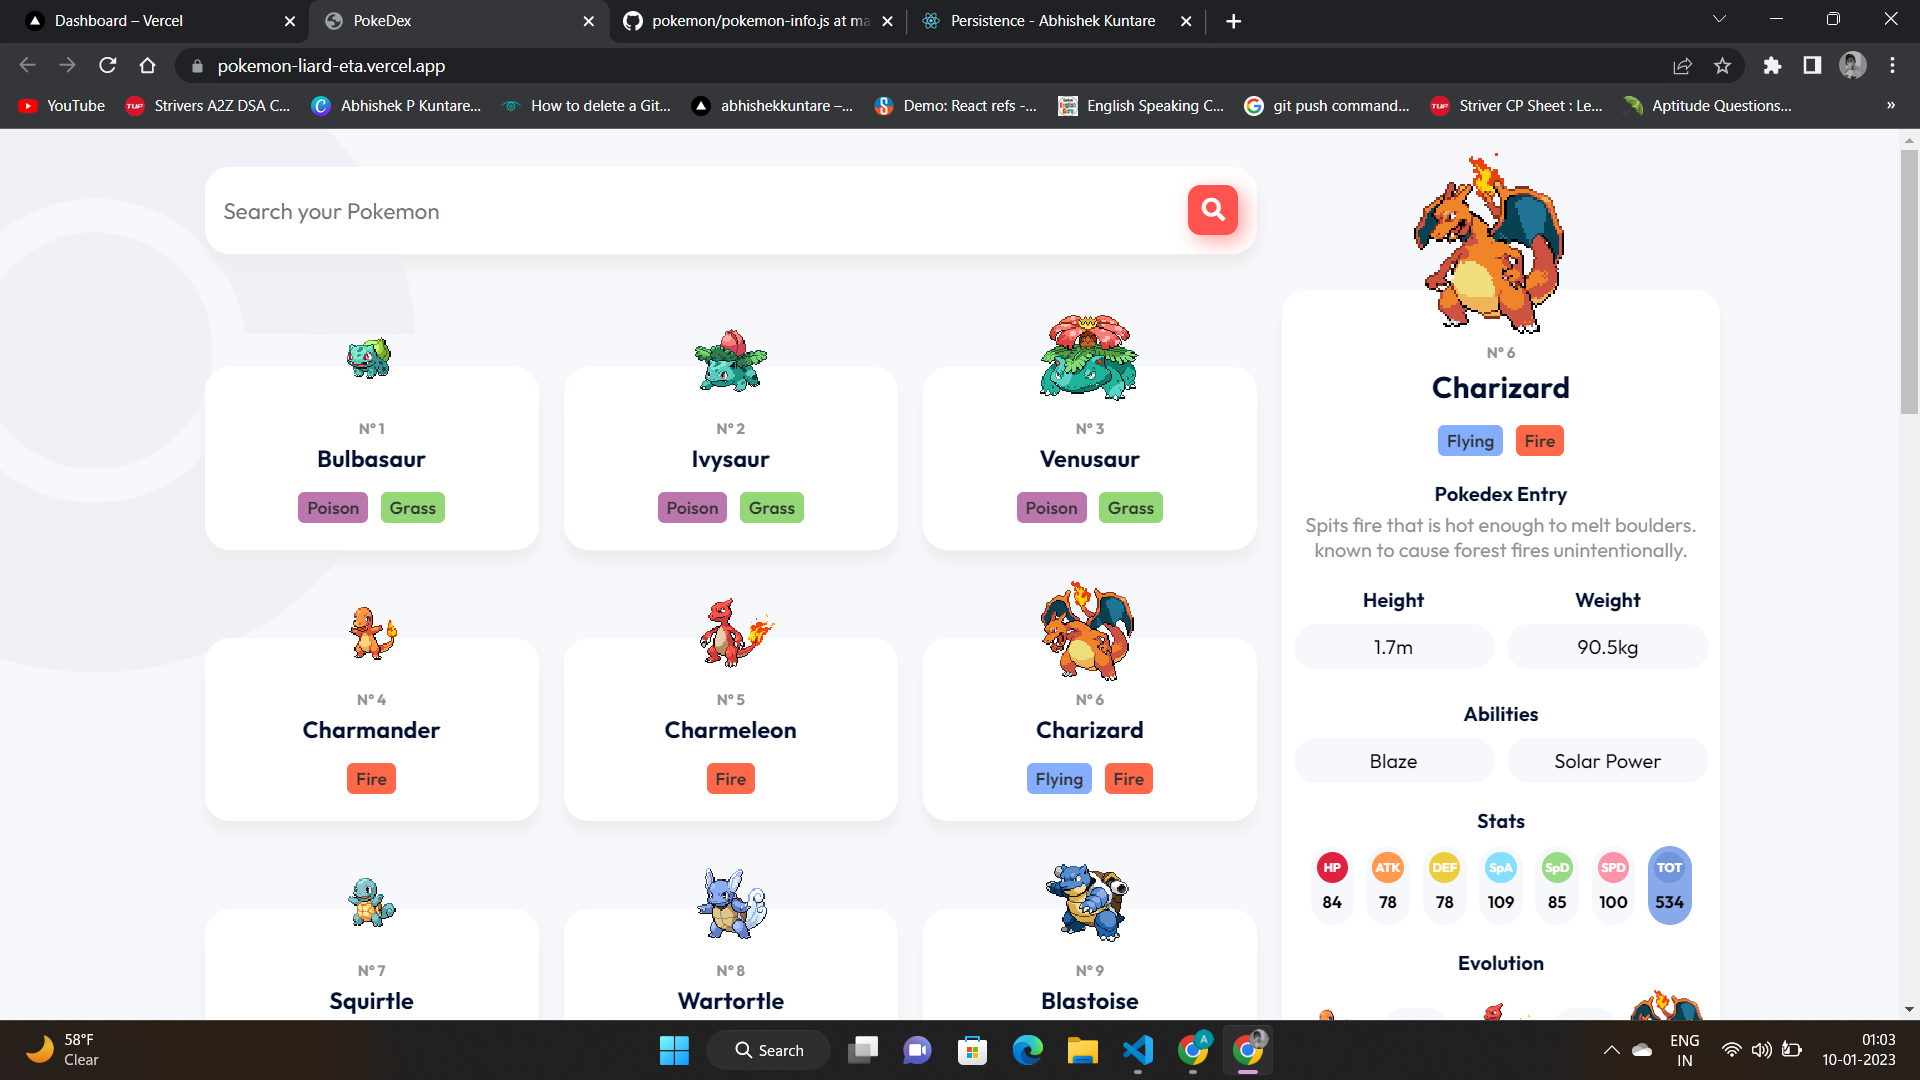 Dashboard – Vercel
PokeDex
pokemon/pokemon-info.js at ma
Persistence - Abhishek Kuntare
pokemon-liard-eta.vercel.app
YouTube
Strivers A2Z DSA C...
Abhishek P Kuntare...
How to delete a Git...
abhishekkuntare –...
Demo: React refs -...
English Speaking C...
git push command...
Striver CP Sheet : Le...
Aptitude Questions...
»
Search your Pokemon
N° 1
Bulbasaur
Poison Grass
N° 2
Ivysaur
Poison Grass
N° 3
Venusaur
Poison Grass
N° 4
Charmander
Fire
N° 5
Charmeleon
Fire
N° 6
Charizard
Flying Fire
N° 7
Squirtle
N° 8
Wartortle
N° 9
Blastoise
N° 6
Charizard
Flying Fire
Pokedex Entry
Spits fire that is hot enough to melt boulders.
known to cause forest fires unintentionally.
Height Weight
1.7m 90.5kg
Abilities
Blaze Solar Power
Stats
HP ATK DEF SpA SpD SPD TOT
84 78 78 109 85 100 534
Evolution
58°F
Clear
Search
A
ENG
IN
01:03
10-01-2023